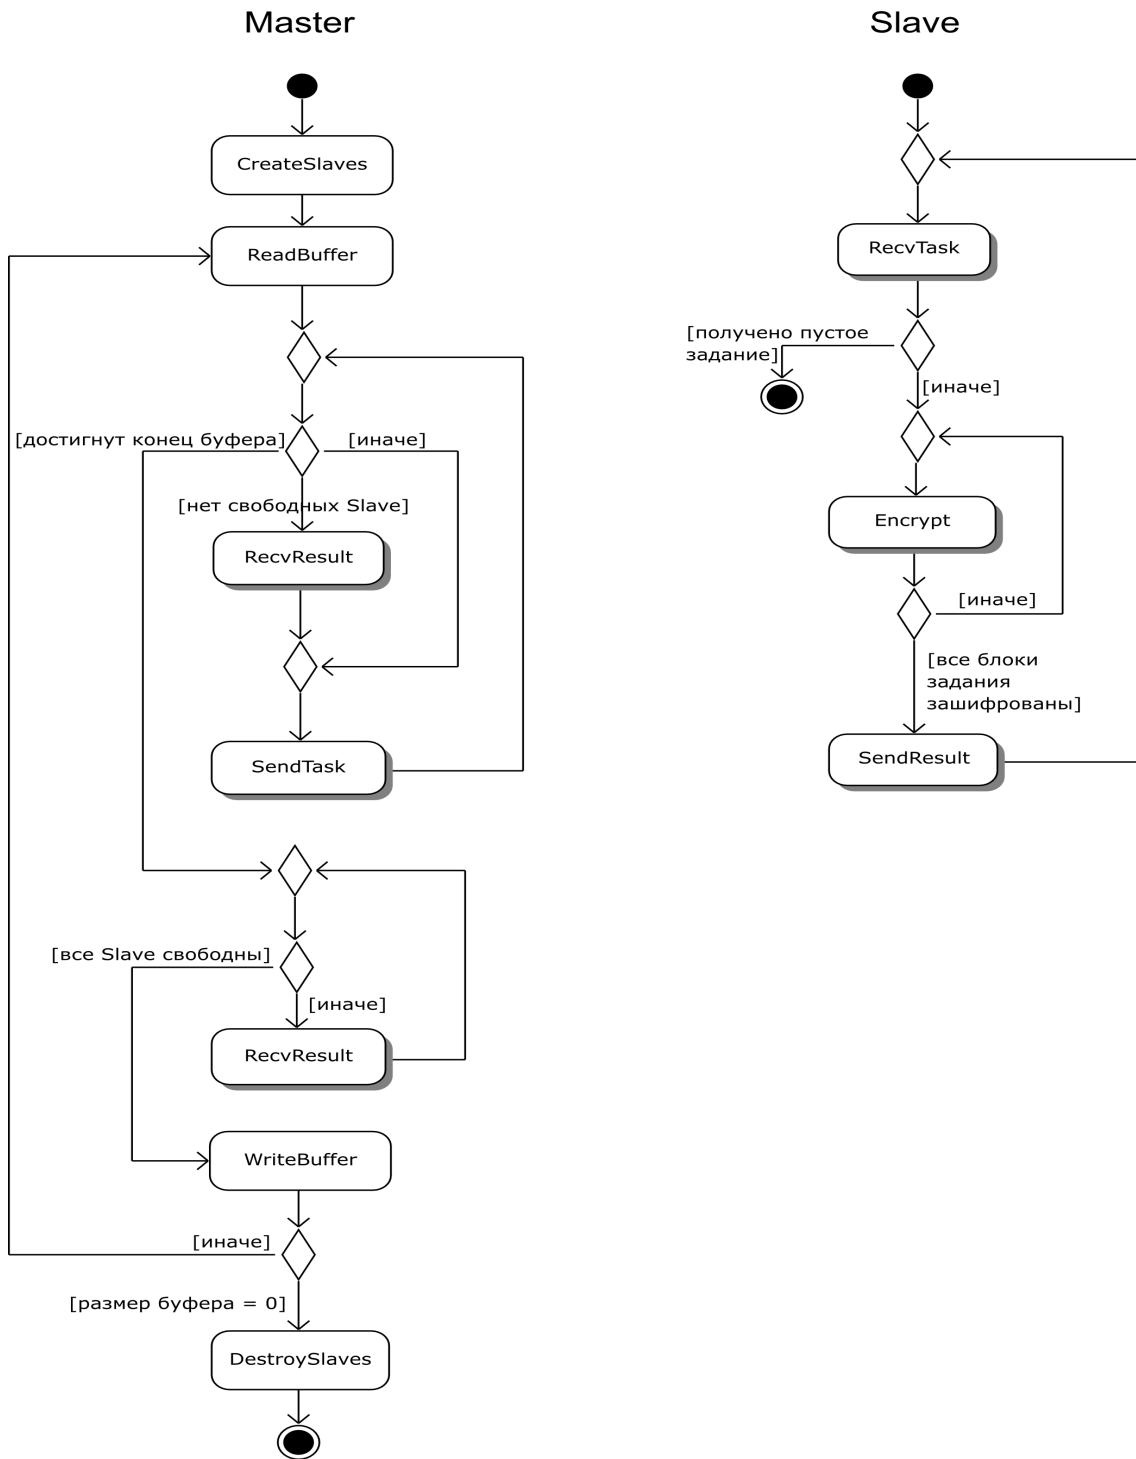 Master
CreateSlaves
ReadBuffer
[достигнут конец буфера]
[иначе]
[нет свободных Slave]
RecvResult
SendTask
[все Slave свободны]
[иначе]
RecvResult
WriteBuffer
[иначе]
[размер буфера = 0]
DestroySlaves
Slave
RecvTask
[получено пустое
задание]
[иначе]
Encrypt
[иначе]
[все блоки
задания
зашифрованы]
SendResult